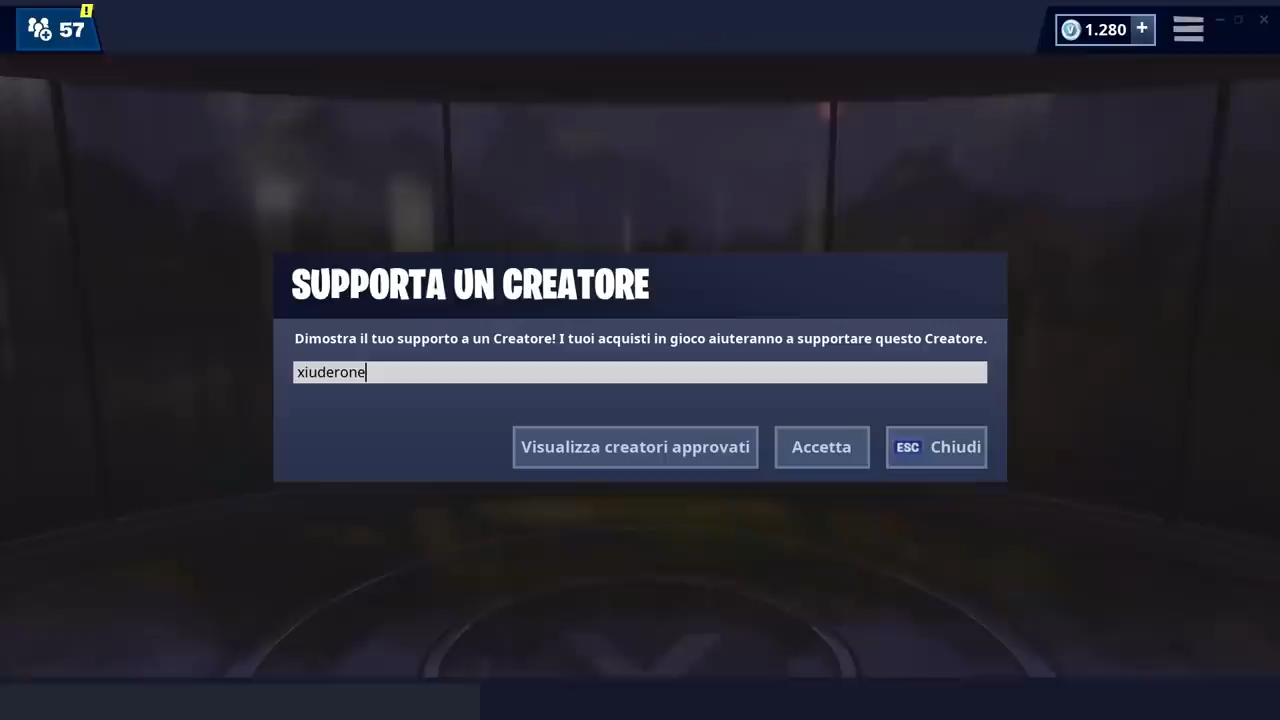 ! 57
1.280 +
SUPPORTA UN CREATORE
Dimostra il tuo supporto a un Creatore! I tuoi acquisti in gioco aiuteranno a supportare questo Creatore.
xiuderone
Visualizza creatori approvati Accetta ESC Chiudi